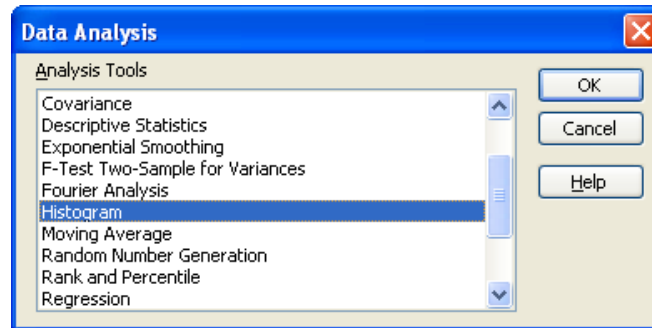 Data Analysis
Analysis Tools
Covariance
Descriptive Statistics
Exponential Smoothing
F-Test Two-Sample for Variances
Fourier Analysis
Histogram
Moving Average
Random Number Generation
Rank and Percentile
Regression
OK
Cancel
Help